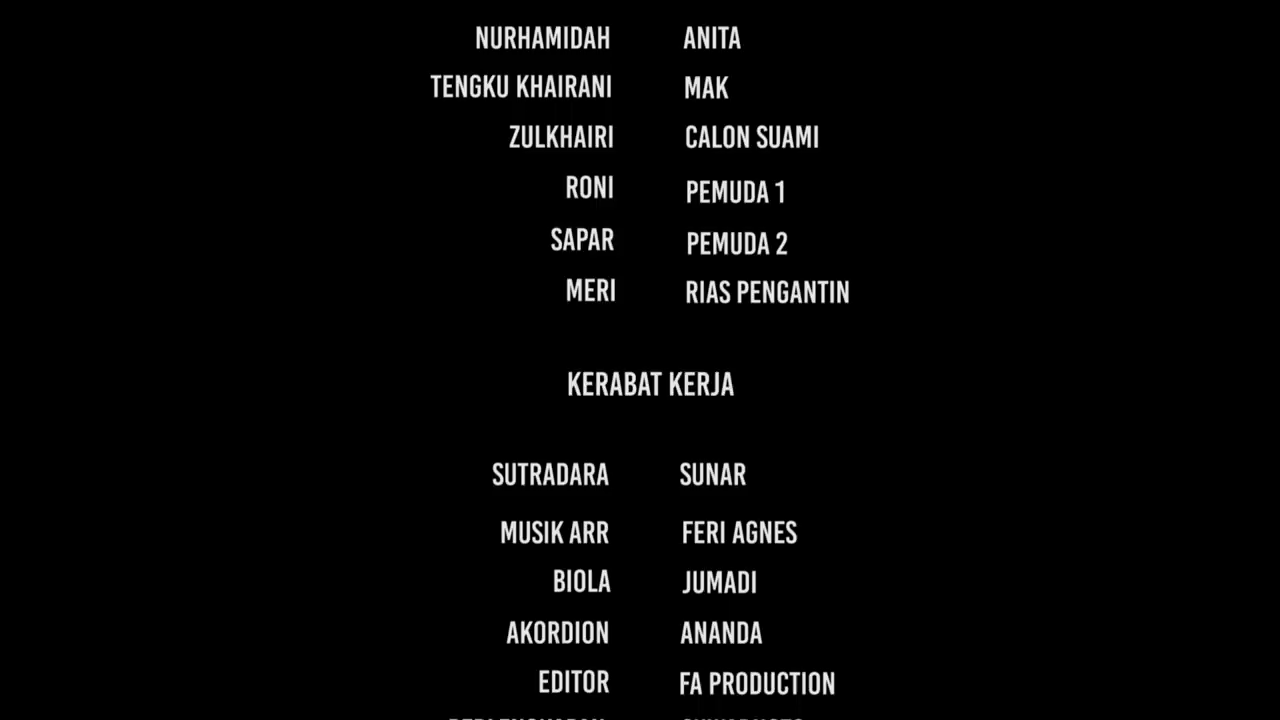 NURHAMIDAH ANITA
TENGKU KHAIRANI MAK
ZULKHAIRI CALON SUAMI
RONI PEMUDA 1
SAPAR PEMUDA 2
MERI RIAS PENGANTIN
KERABAT KERJA
SUTRADARA SUNAR
MUSIK ARR FERI AGNES
BIOLA JUMADI
AKORDION ANANDA
EDITOR FA PRODUCTION